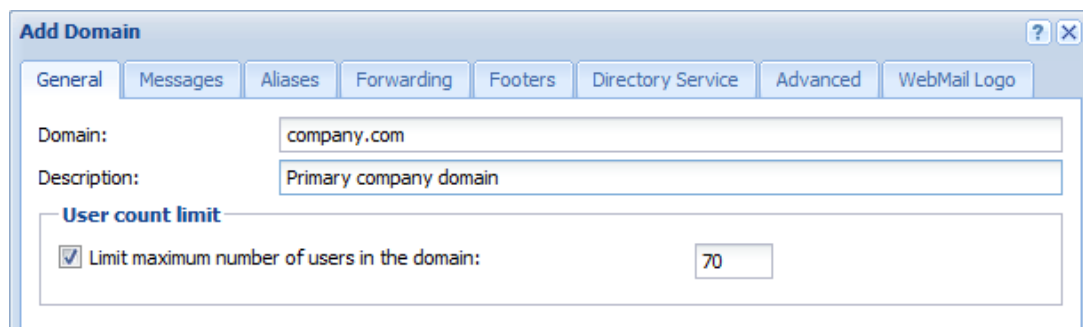 Add Domain ?
General Messages Aliases Forwarding Footers Directory Service Advanced WebMail Logo
Domain: company.com
Description: Primary company domain
User count limit
Limit maximum number of users in the domain: 70